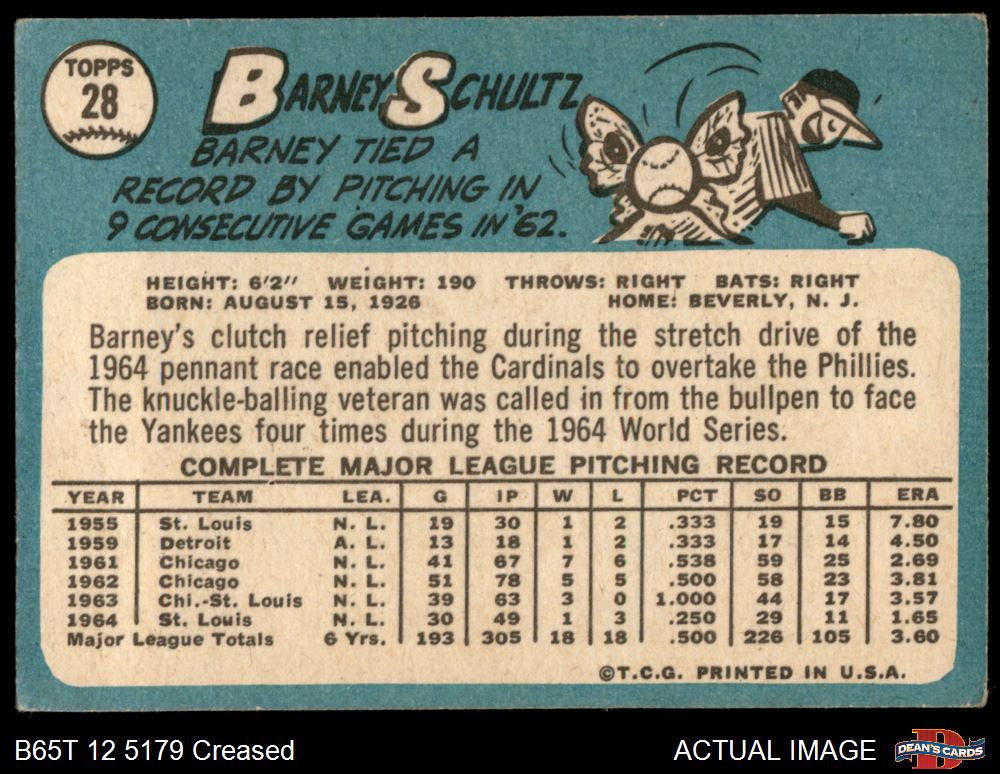 TOPPS
28
BARNEY SCHULTZ
BARNEY TIED A
RECORD BY PITCHING IN
9 CONSECUTIVE GAMES IN '62.
HEIGHT: 6'2" WEIGHT: 190 THROWS: RIGHT BATS: RIGHT
BORN: AUGUST 15, 1926 HOME: BEVERLY, N. J.
Barney's clutch relief pitching during the stretch drive of the
1964 pennant race enabled the Cardinals to overtake the Phillies.
The knuckle-balling veteran was called in from the bullpen to face
the Yankees four times during the 1964 World Series.
COMPLETE MAJOR LEAGUE PITCHING RECORD
YEAR TEAM LEA. G IP W L PCT SO BB ERA
1955 St. Louis N. L. 19 30 1 2 .333 19 15 7.80
1959 Detroit A. L. 13 18 1 2 .333 17 14 4.50
1961 Chicago N. L. 41 67 7 6 .538 59 25 2.69
1962 Chicago N. L. 51 78 5 5 .500 58 23 3.81
1963 Chi.-St. Louis N. L. 39 63 3 0 1.000 44 17 3.57
1964 St. Louis N. L. 30 49 1 3 .250 29 11 1.65
Major League Totals 6 Yrs. 193 305 18 18 .500 226 105 3.60
©T.C.G. PRINTED IN U.S.A.
B65T 12 5179 Creased ACTUAL IMAGE DEAN'S CARDS